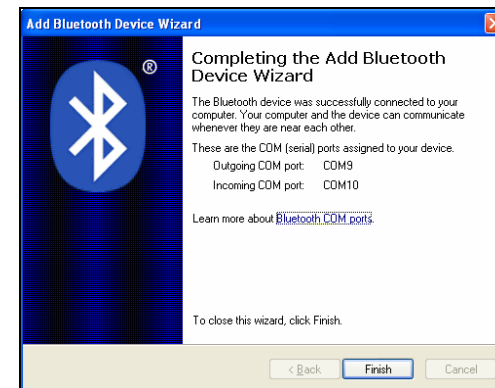 Add Bluetooth Device Wizard
®
Completing the Add Bluetooth
Device Wizard
The Bluetooth device was successfully connected to your
computer. Your computer and the device can communicate
whenever they are near each other.
These are the COM (serial) ports assigned to your device.
Outgoing COM port: COM9
Incoming COM port: COM10
Learn more about Bluetooth COM ports.
To close this wizard, click Finish.
< Back Finish Cancel